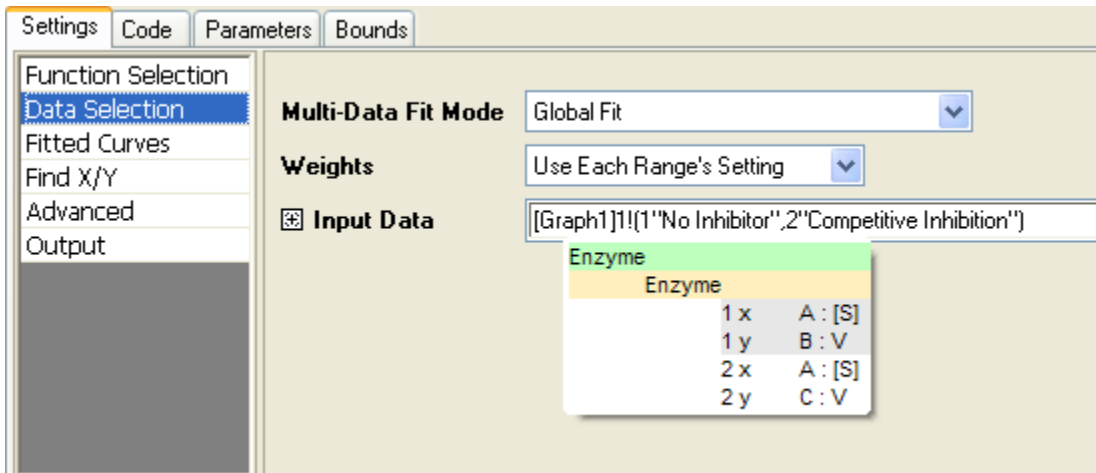 Settings Code Parameters Bounds
Function Selection
Data Selection
Fitted Curves
Find X/Y
Advanced
Output
Multi-Data Fit Mode Global Fit
Weights Use Each Range's Setting
Input Data [Graph1]1!(1"No Inhibitor",2"Competitive Inhibition")
Enzyme
Enzyme
1 x A : [S]
1 y B : V
2 x A : [S]
2 y C : V